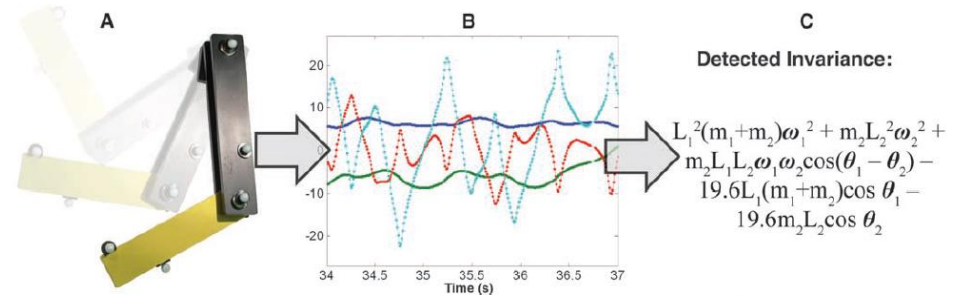 A
B
C
Detected Invariance:
20
10
0
-10
-20
34 34.5 35 35.5 36 36.5 37
Time (s)
L₁²(m₁+m₂)ω₁² + m₂L₂²ω₂² +
m₂L₁L₂ω₁ω₂cos(θ₁ − θ₂) −
19.6L₁(m₁+m₂)cos θ₁ −
19.6m₂L₂cos θ₂